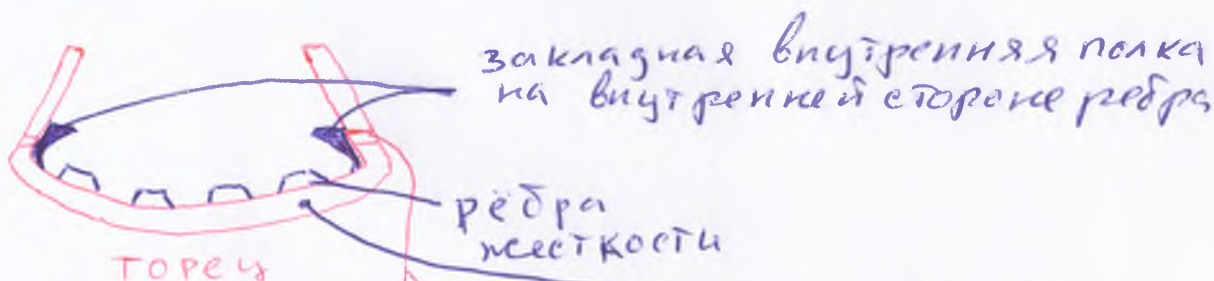 закладная внутренняя полка
на внутренней стороне ребра
рёбра
жесткости
торец